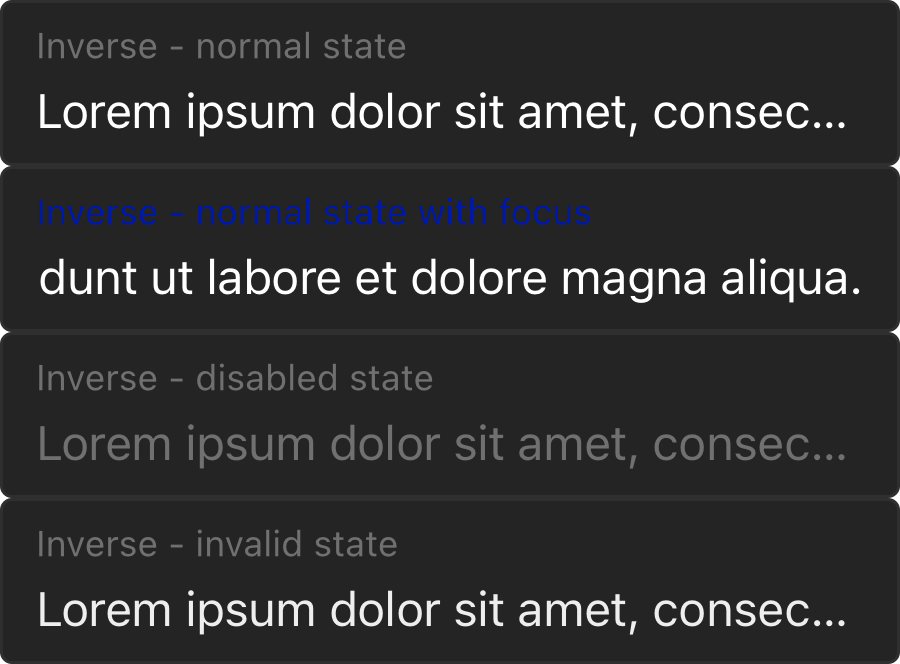 Inverse - normal state
Lorem ipsum dolor sit amet, consec...
Inverse - normal state with focus
dunt ut labore et dolore magna aliqua.
Inverse - disabled state
Lorem ipsum dolor sit amet, consec...
Inverse - invalid state
Lorem ipsum dolor sit amet, consec...